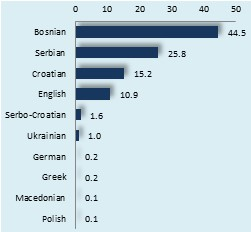 0 10 20 30 40 50
Bosnian 44.5
Serbian 25.8
Croatian 15.2
English 10.9
Serbo-Croatian 1.6
Ukrainian 1.0
German 0.2
Greek 0.2
Macedonian 0.1
Polish 0.1